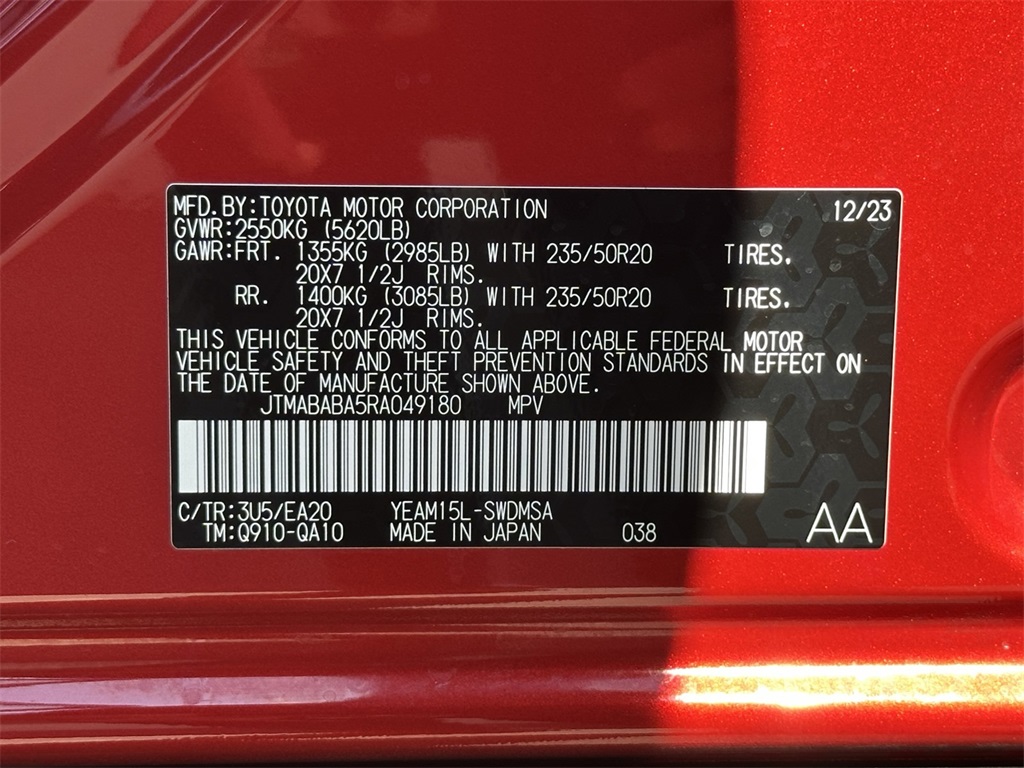 MFD.BY:TOYOTA MOTOR CORPORATION 12/23
GVWR:2550KG (5620LB)
GAWR:FRT. 1355KG (2985LB) WITH 235/50R20 TIRES.
20X7 1/2J RIMS.
RR. 1400KG (3085LB) WITH 235/50R20 TIRES.
20X7 1/2J RIMS.
THIS VEHICLE CONFORMS TO ALL APPLICABLE FEDERAL MOTOR
VEHICLE SAFETY AND THEFT PREVENTION STANDARDS IN EFFECT ON
THE DATE OF MANUFACTURE SHOWN ABOVE.
JTMABABA5RA049180 MPV
C/TR:3U5/EA20 YEAM15L-SWDMSA
TM:Q910-QA10 MADE IN JAPAN 038 AA